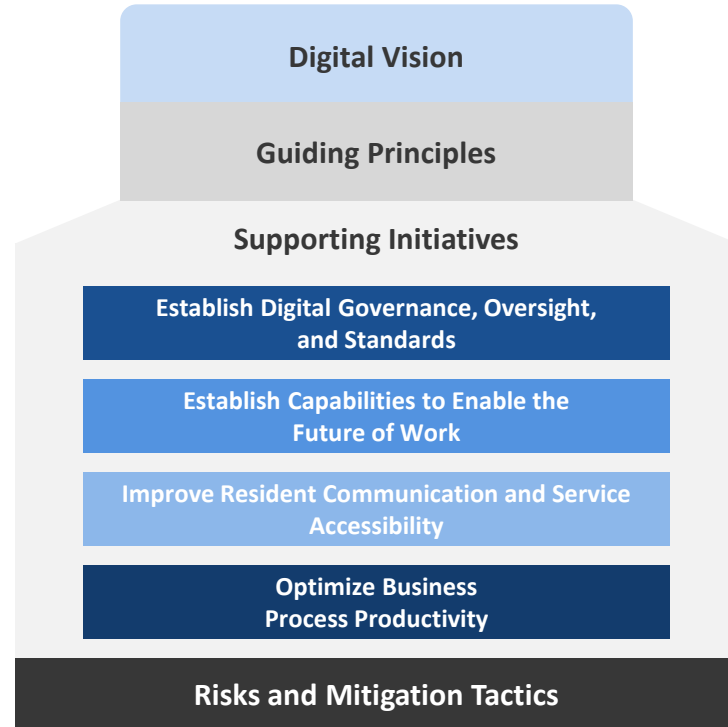 Digital Vision
Guiding Principles
Supporting Initiatives
Establish Digital Governance, Oversight,
and Standards
Establish Capabilities to Enable the
Future of Work
Improve Resident Communication and Service
Accessibility
Optimize Business
Process Productivity
Risks and Mitigation Tactics